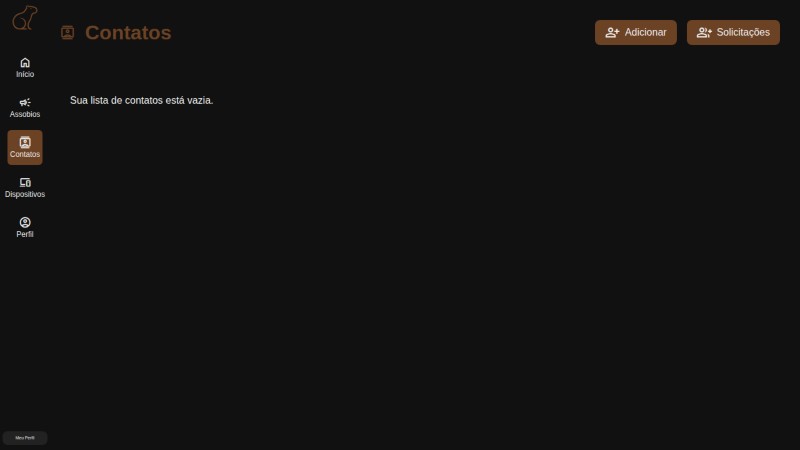 Contatos
Adicionar
Solicitações
Início
Assobios
Contatos
Dispositivos
Perfil
Sua lista de contatos está vazia.
Meu Perfil